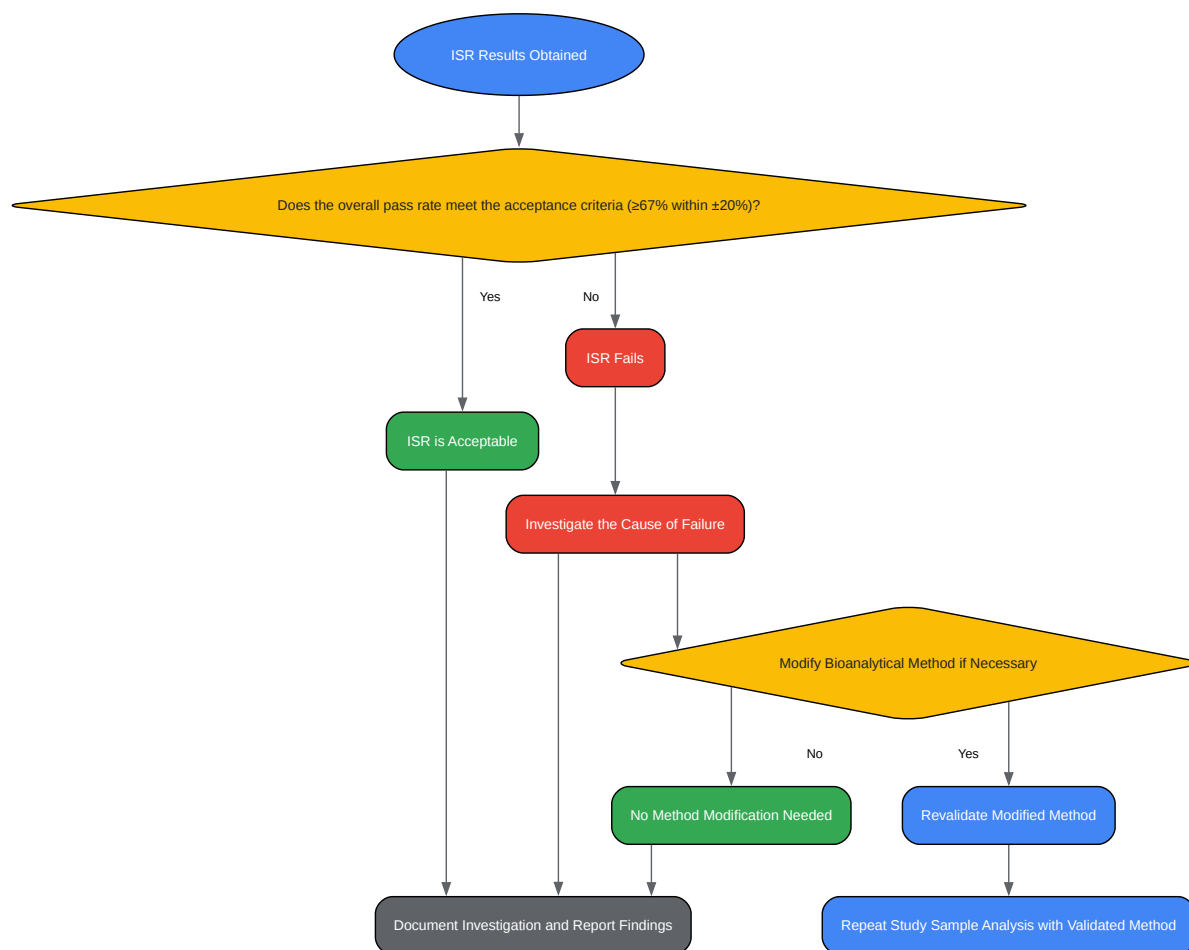 ISR Results Obtained
Does the overall pass rate meet the acceptance criteria (≥67% within ±20%)?
Yes
No
ISR Fails
ISR is Acceptable
Investigate the Cause of Failure
Modify Bioanalytical Method if Necessary
No
Yes
No Method Modification Needed
Revalidate Modified Method
Document Investigation and Report Findings
Repeat Study Sample Analysis with Validated Method